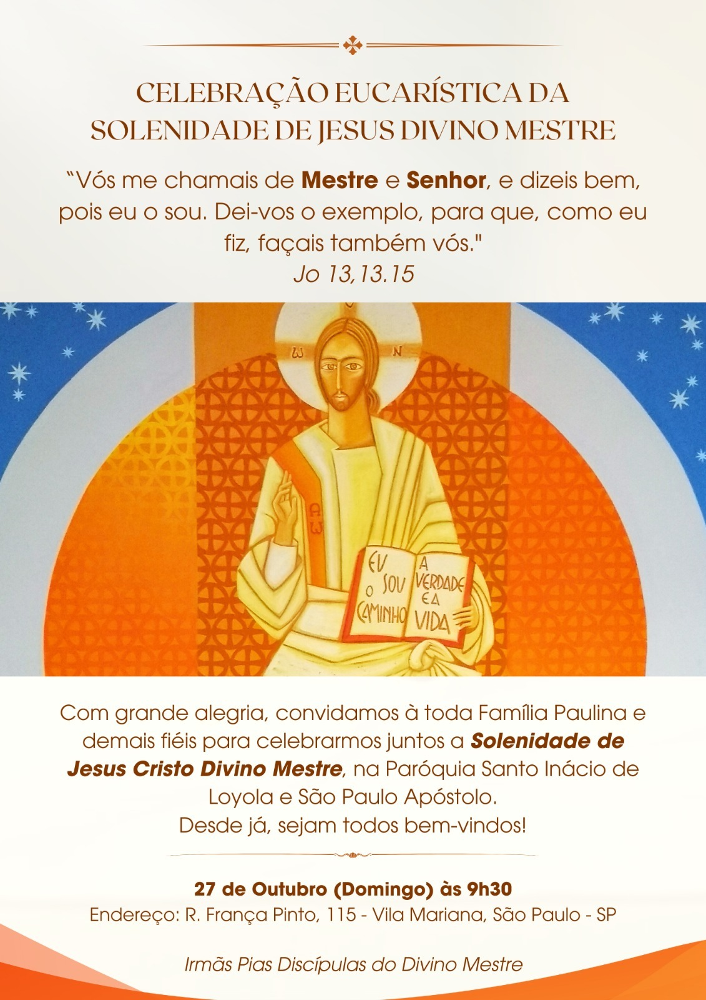 CELEBRAÇÃO EUCARÍSTICA DA
SOLENIDADE DE JESUS DIVINO MESTRE
“Vós me chamais de Mestre e Senhor, e dizeis bem,
pois eu o sou. Dei-vos o exemplo, para que, como eu
fiz, façais também vós."
Jo 13,13.15
ω N
A
ω
EU
SOU
O
CAMINHO
A
VERDADE
E A
VIDA
Com grande alegria, convidamos à toda Família Paulina e
demais fiéis para celebrarmos juntos a Solenidade de
Jesus Cristo Divino Mestre, na Paróquia Santo Inácio de
Loyola e São Paulo Apóstolo.
Desde já, sejam todos bem-vindos!
27 de Outubro (Domingo) às 9h30
Endereço: R. França Pinto, 115 - Vila Mariana, São Paulo - SP
Irmãs Pias Discípulas do Divino Mestre